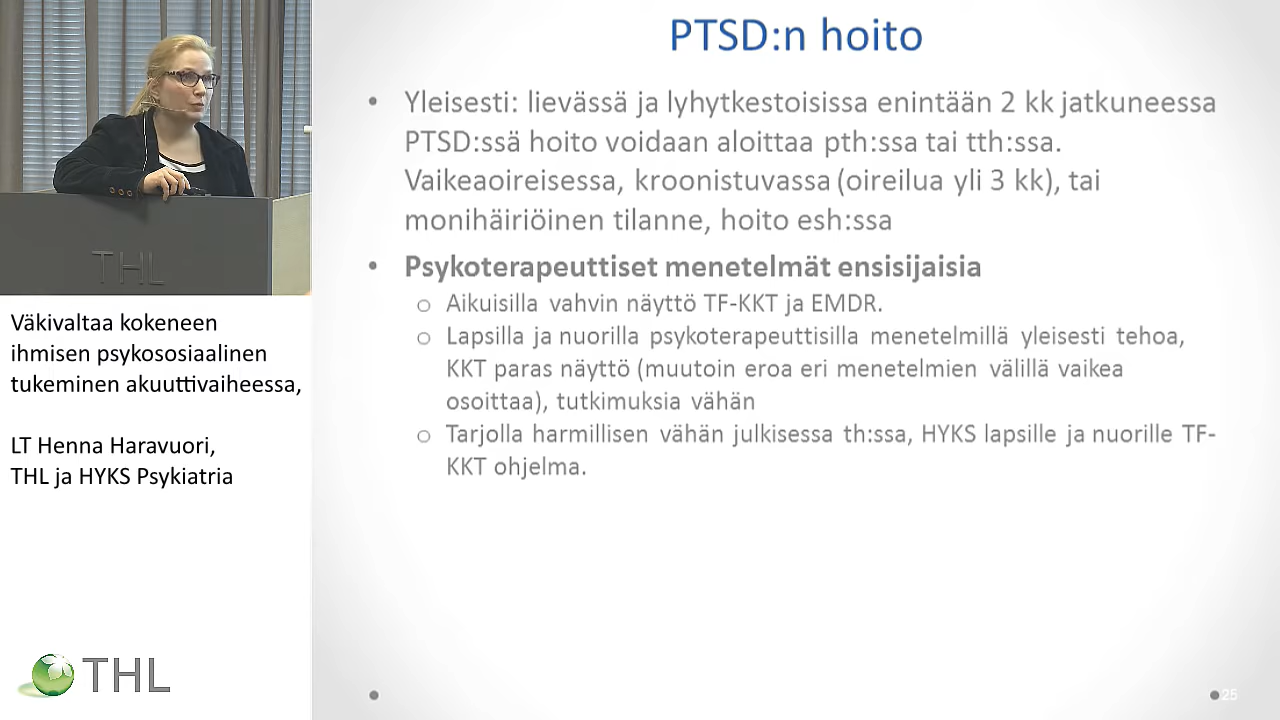 THL
Väkivaltaa kokeneen
ihmisen psykososiaalinen
tukeminen akuuttivaiheessa,
LT Henna Haravuori,
THL ja HYKS Psykiatria
THL
PTSD:n hoito
• Yleisesti: lievässä ja lyhytkestoisissa enintään 2 kk jatkuneessa
PTSD:ssä hoito voidaan aloittaa pth:ssa tai tth:ssa.
Vaikeaoireisessa, kroonistuvassa (oireilua yli 3 kk), tai
monihäiriöinen tilanne, hoito esh:ssa
• Psykoterapeuttiset menetelmät ensisijaisia
o Aikuisilla vahvin näyttö TF-KKT ja EMDR.
o Lapsilla ja nuorilla psykoterapeuttisilla menetelmillä yleisesti tehoa,
KKT paras näyttö (muutoin eroa eri menetelmien välillä vaikea
osoittaa), tutkimuksia vähän
o Tarjolla harmillisen vähän julkisessa th:ssa, HYKS lapsille ja nuorille TF-
KKT ohjelma.
25